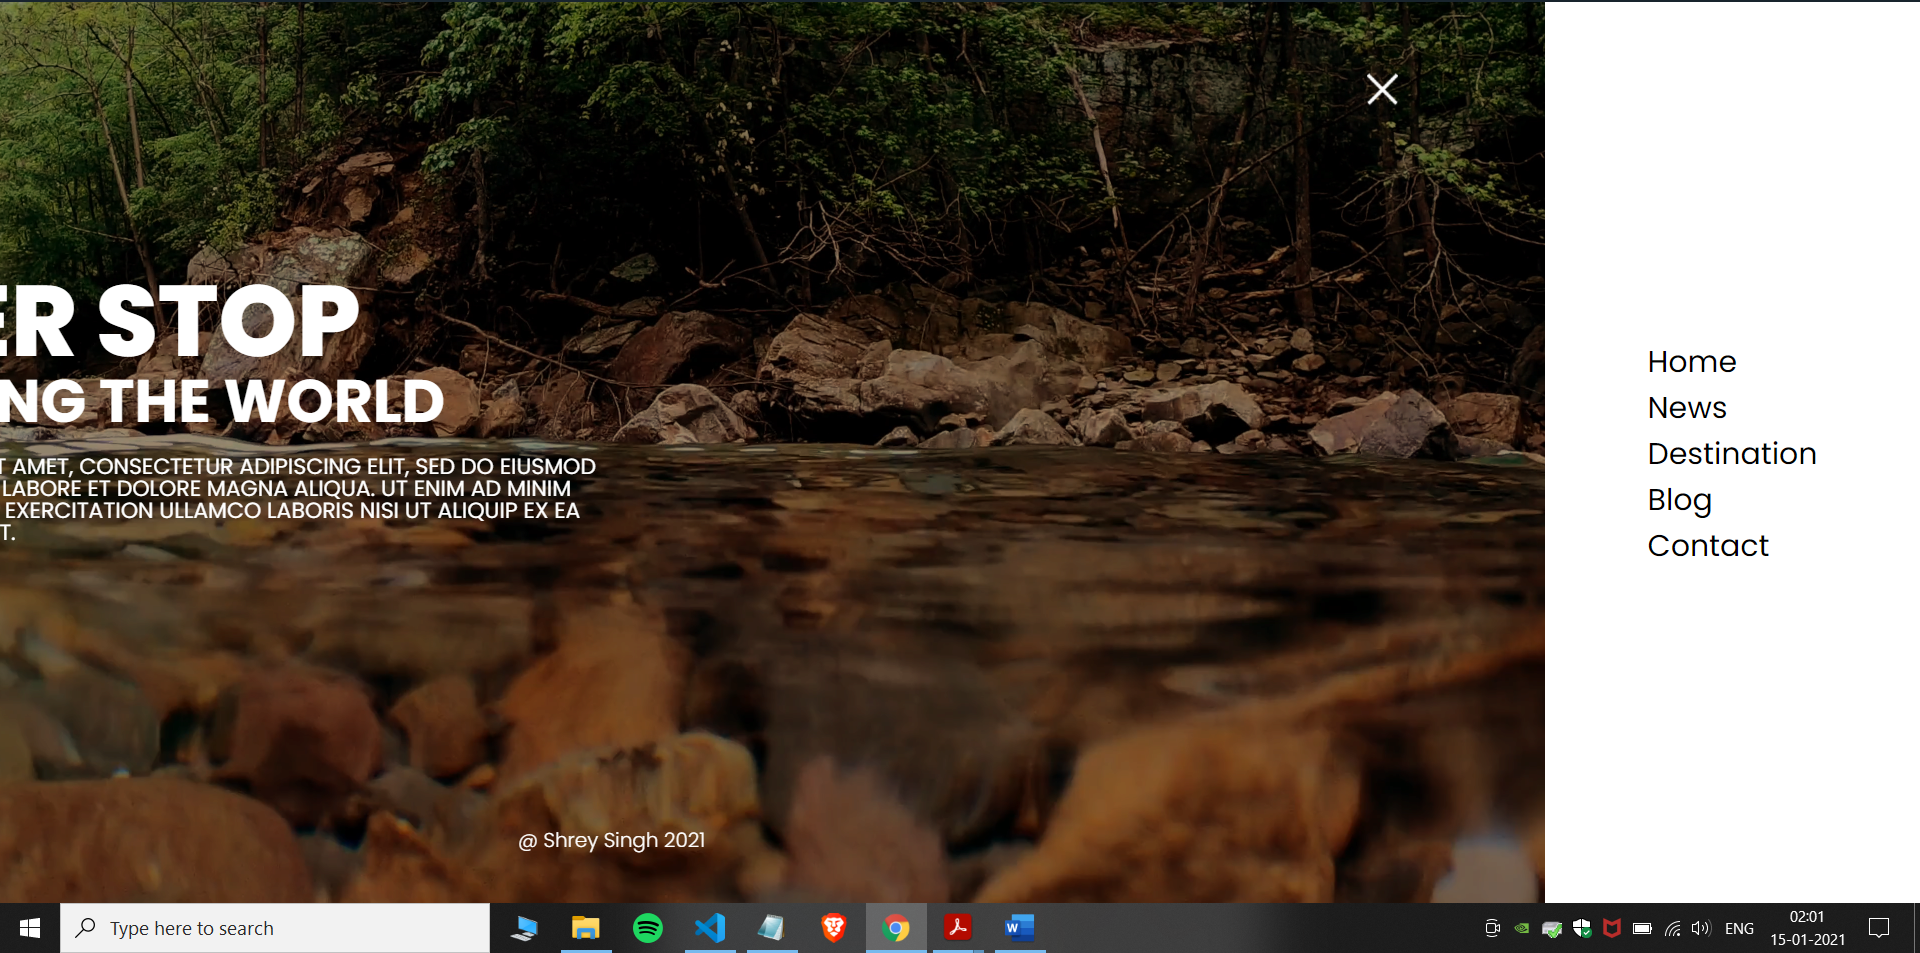 ER STOP
NG THE WORLD
T AMET, CONSECTETUR ADIPISCING ELIT, SED DO EIUSMOD
LABORE ET DOLORE MAGNA ALIQUA. UT ENIM AD MINIM
EXERCITATION ULLAMCO LABORIS NISI UT ALIQUIP EX EA
T.
@ Shrey Singh 2021
Home
News
Destination
Blog
Contact
Type here to search
W
ENG
02:01
15-01-2021